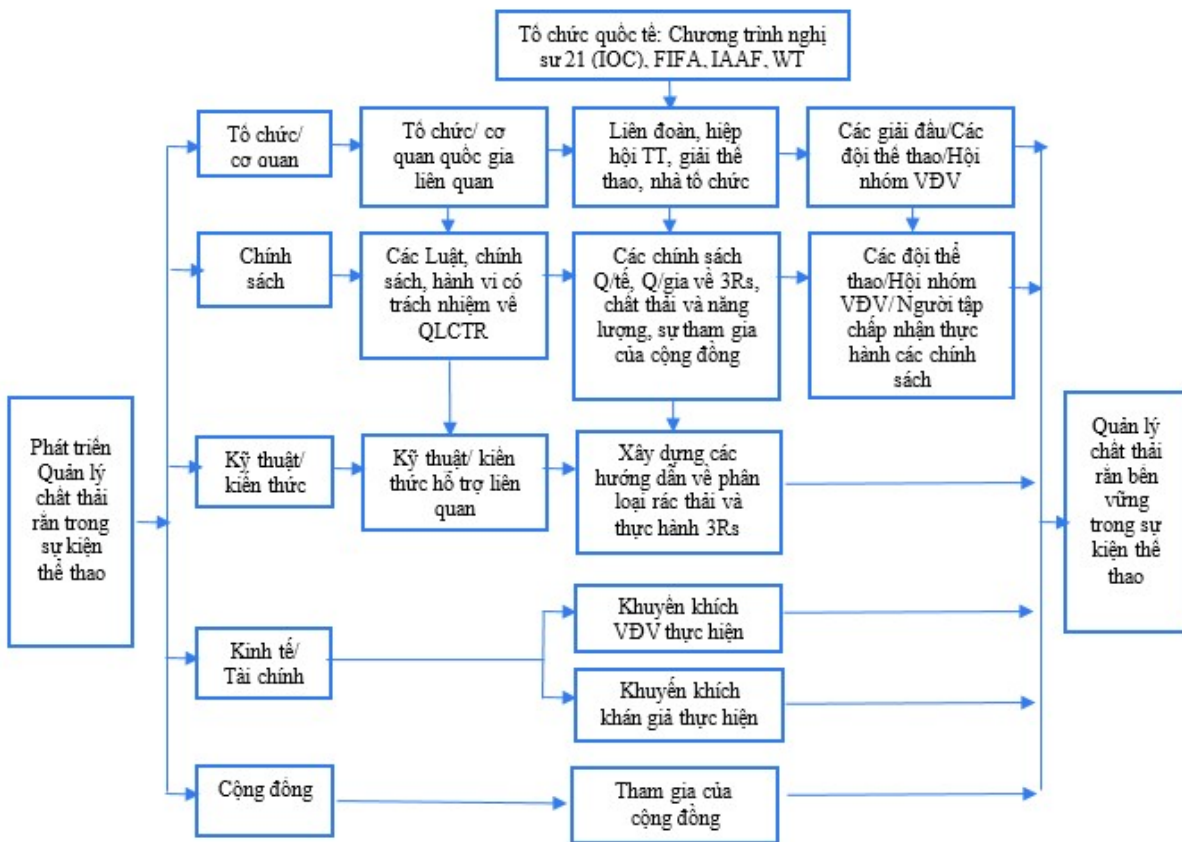 Tổ chức quốc tế: Chương trình nghị
sự 21 (IOC), FIFA, IAAF, WT
Tổ chức/
cơ quan
Tổ chức/ cơ
quan quốc gia
liên quan
Liên đoàn, hiệp
hội TT, giải thể
thao, nhà tổ chức
Các giải đấu/Các
đội thể thao/Hội
nhóm VĐV
Chính
sách
Các Luật, chính
sách, hành vi có
trách nhiệm về
QLCTR
Các chính sách
Q/tế, Q/gia về 3Rs,
chất thải và năng
lượng, sự tham gia
của cộng đồng
Các đội thể
thao/Hội nhóm
VĐV/Người tập
chấp nhận thực
hành các chính
sách
Phát triển
Quản lý
chất thải
rắn trong
sự kiện
thể thao
Kỹ thuật/
kiến thức
Kỹ thuật/ kiến
thức hỗ trợ liên
quan
Xây dựng các
hướng dẫn về phân
loại rác thải và
thực hành 3Rs
Quản lý
chất thải
rắn bền
vững
trong sự
kiện thể
thao
Kinh tế/
Tài chính
Khuyến khích
VĐV thực hiện
Khuyến khích
khán giả thực hiện
Cộng đồng
Tham gia của
cộng đồng